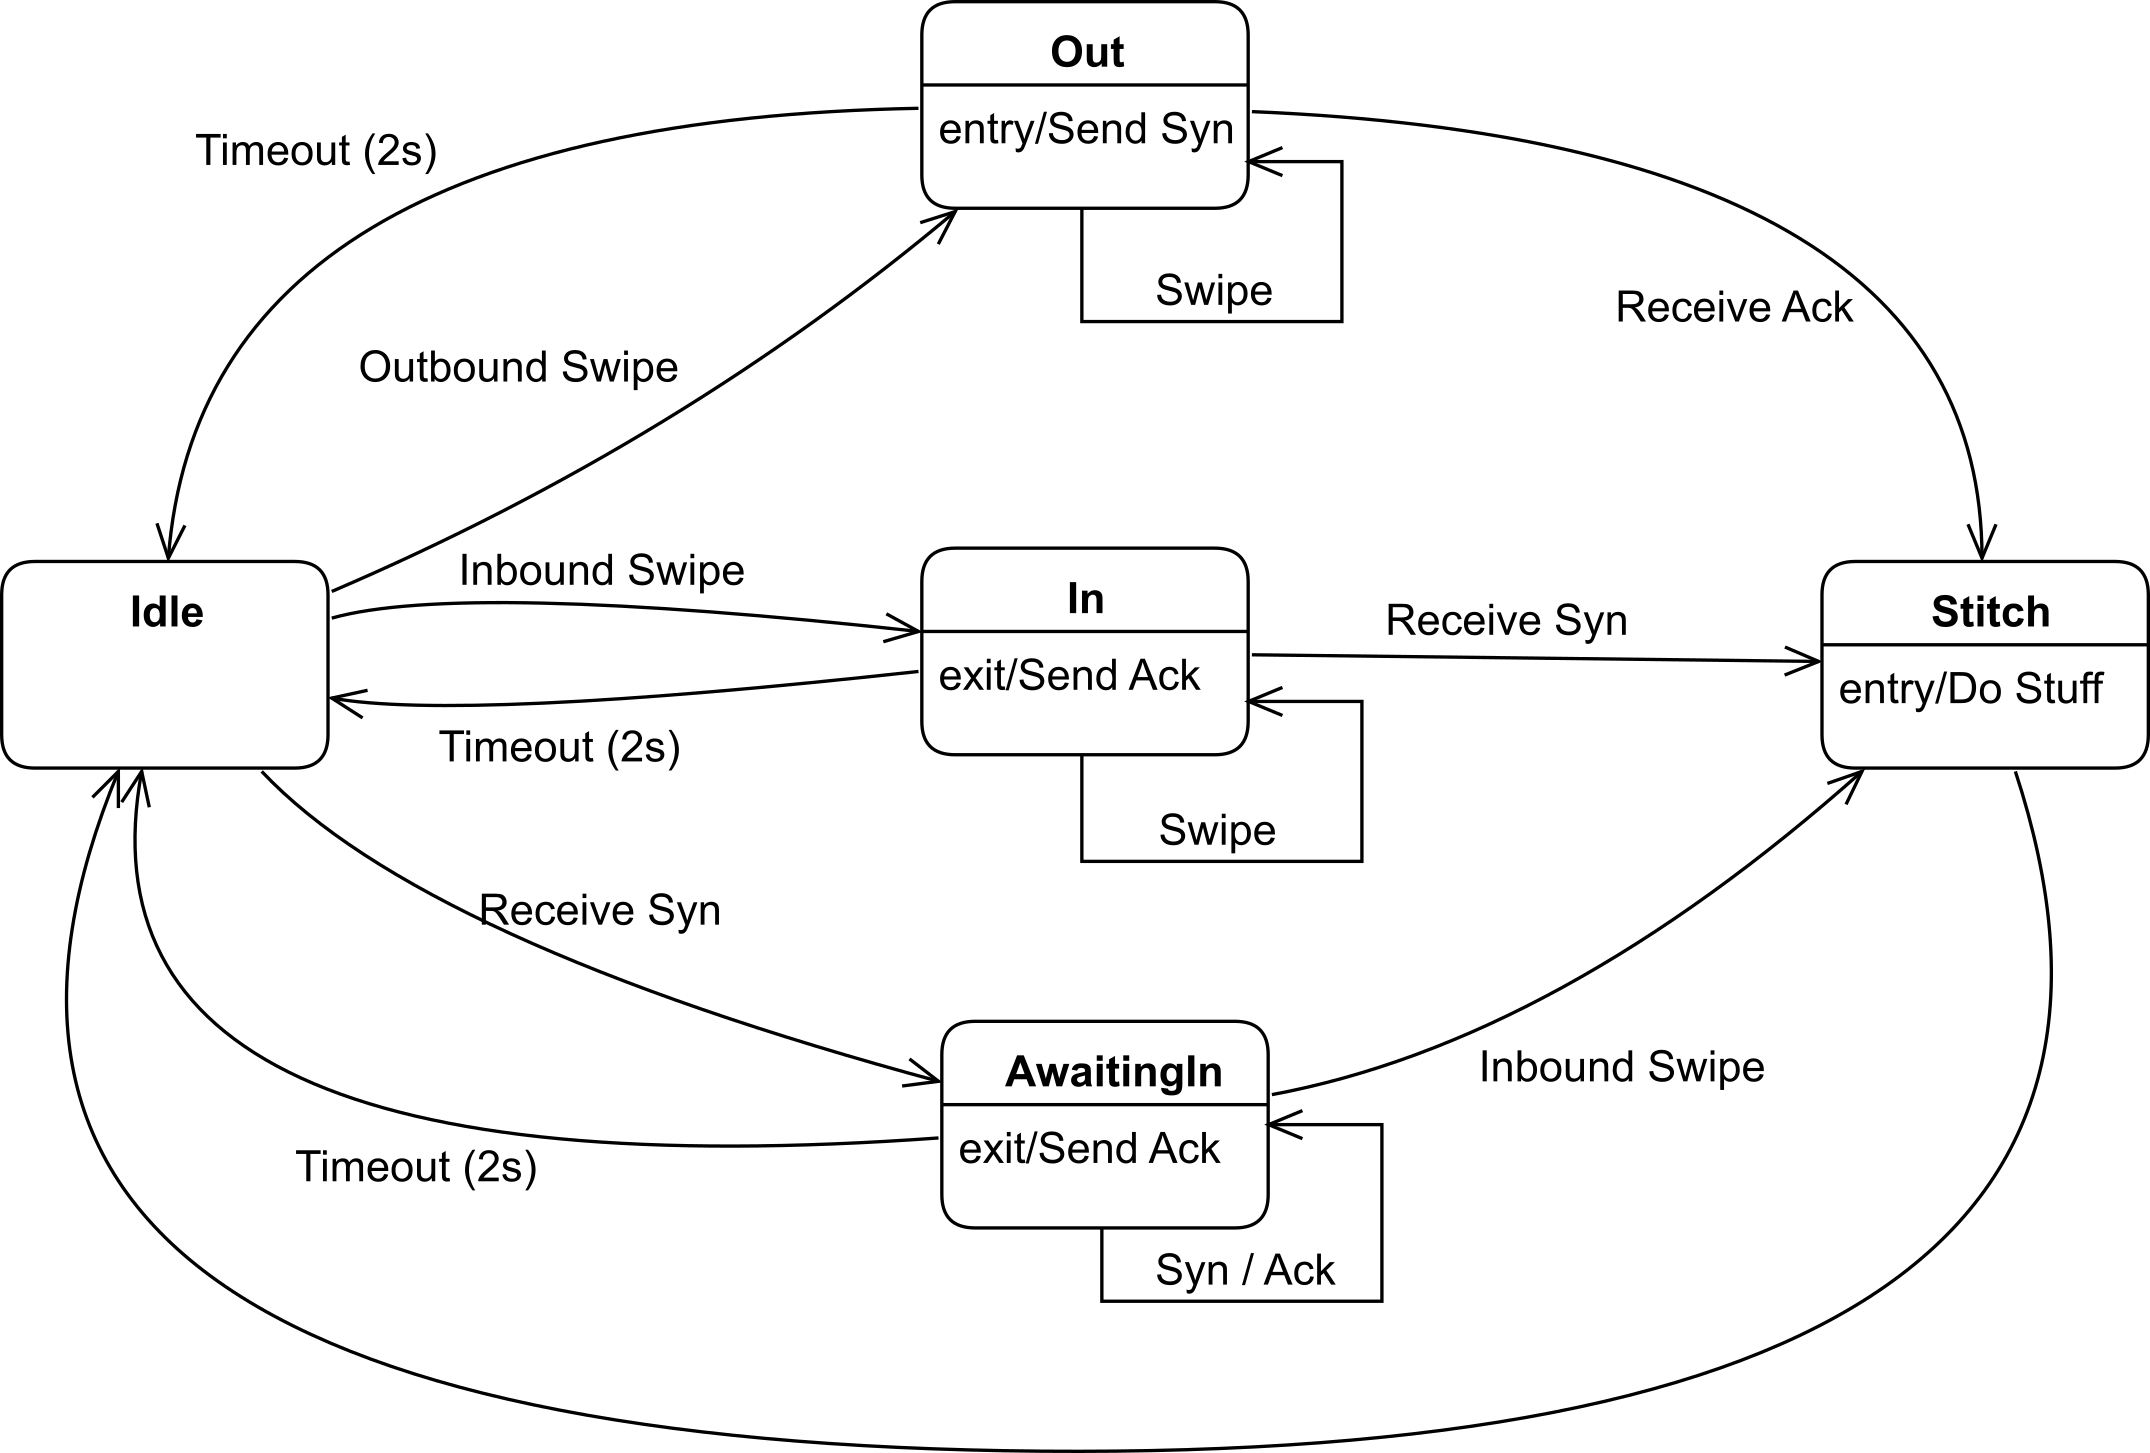 Out
entry/Send Syn
Timeout (2s)
Swipe
Receive Ack
Outbound Swipe
Inbound Swipe
Idle
In
exit/Send Ack
Receive Syn
Stitch
entry/Do Stuff
Timeout (2s)
Swipe
Receive Syn
AwaitingIn
exit/Send Ack
Inbound Swipe
Timeout (2s)
Syn / Ack